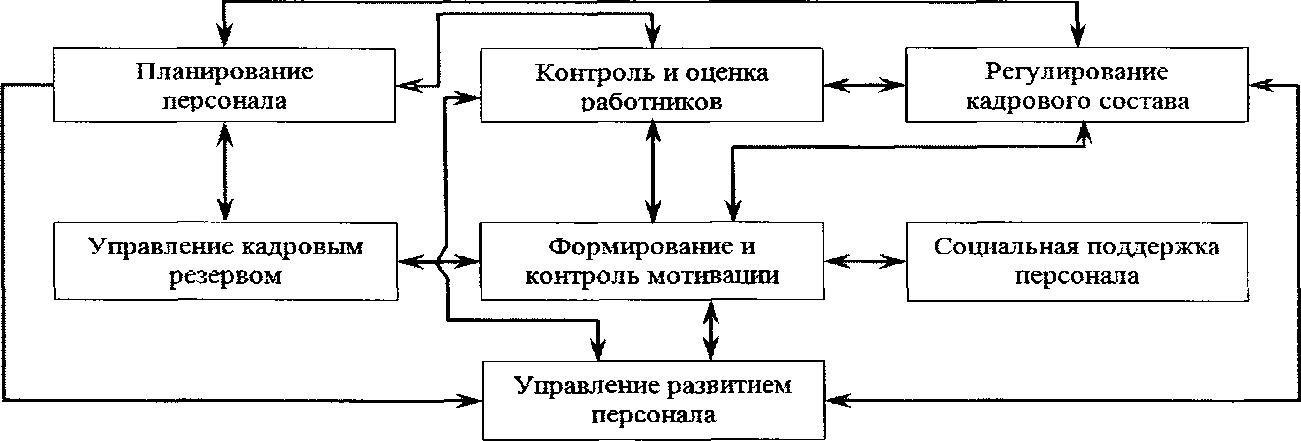 Планирование
персонала
Контроль и оценка
работников
Регулирование
кадрового состава
Управление кадровым
резервом
Формирование и
контроль мотивации
Социальная поддержка
персонала
Управление развитием
персонала